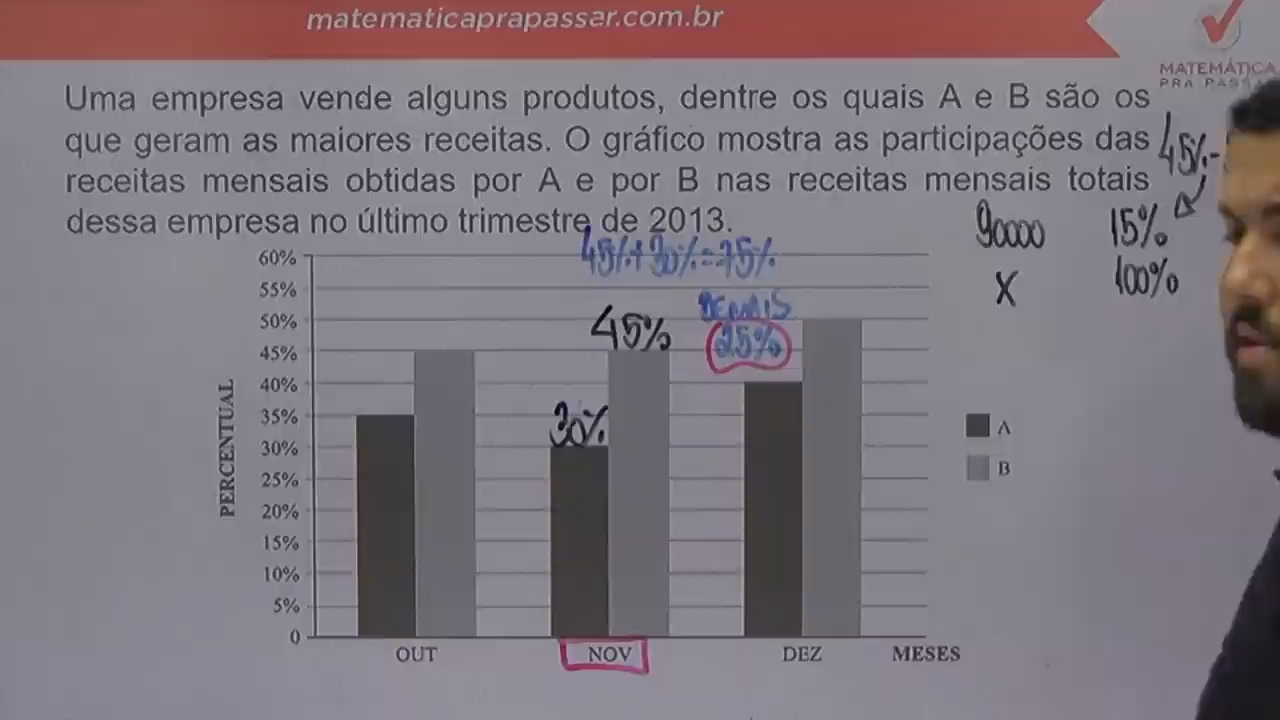 matematicaprapassar.com.br
MATEMÁTICA
PRA PASSAR
Uma empresa vende alguns produtos, dentre os quais A e B são os
que geram as maiores receitas. O gráfico mostra as participações das
receitas mensais obtidas por A e por B nas receitas mensais totais
dessa empresa no último trimestre de 2013.
45%-
90000 15%
X 100%
45%+30%=75%
DEMAIS
25%
45%
30%
PERCENTUAL
60%
55%
50%
45%
40%
35%
30%
25%
20%
15%
10%
5%
0
OUT NOV DEZ MESES
A
B